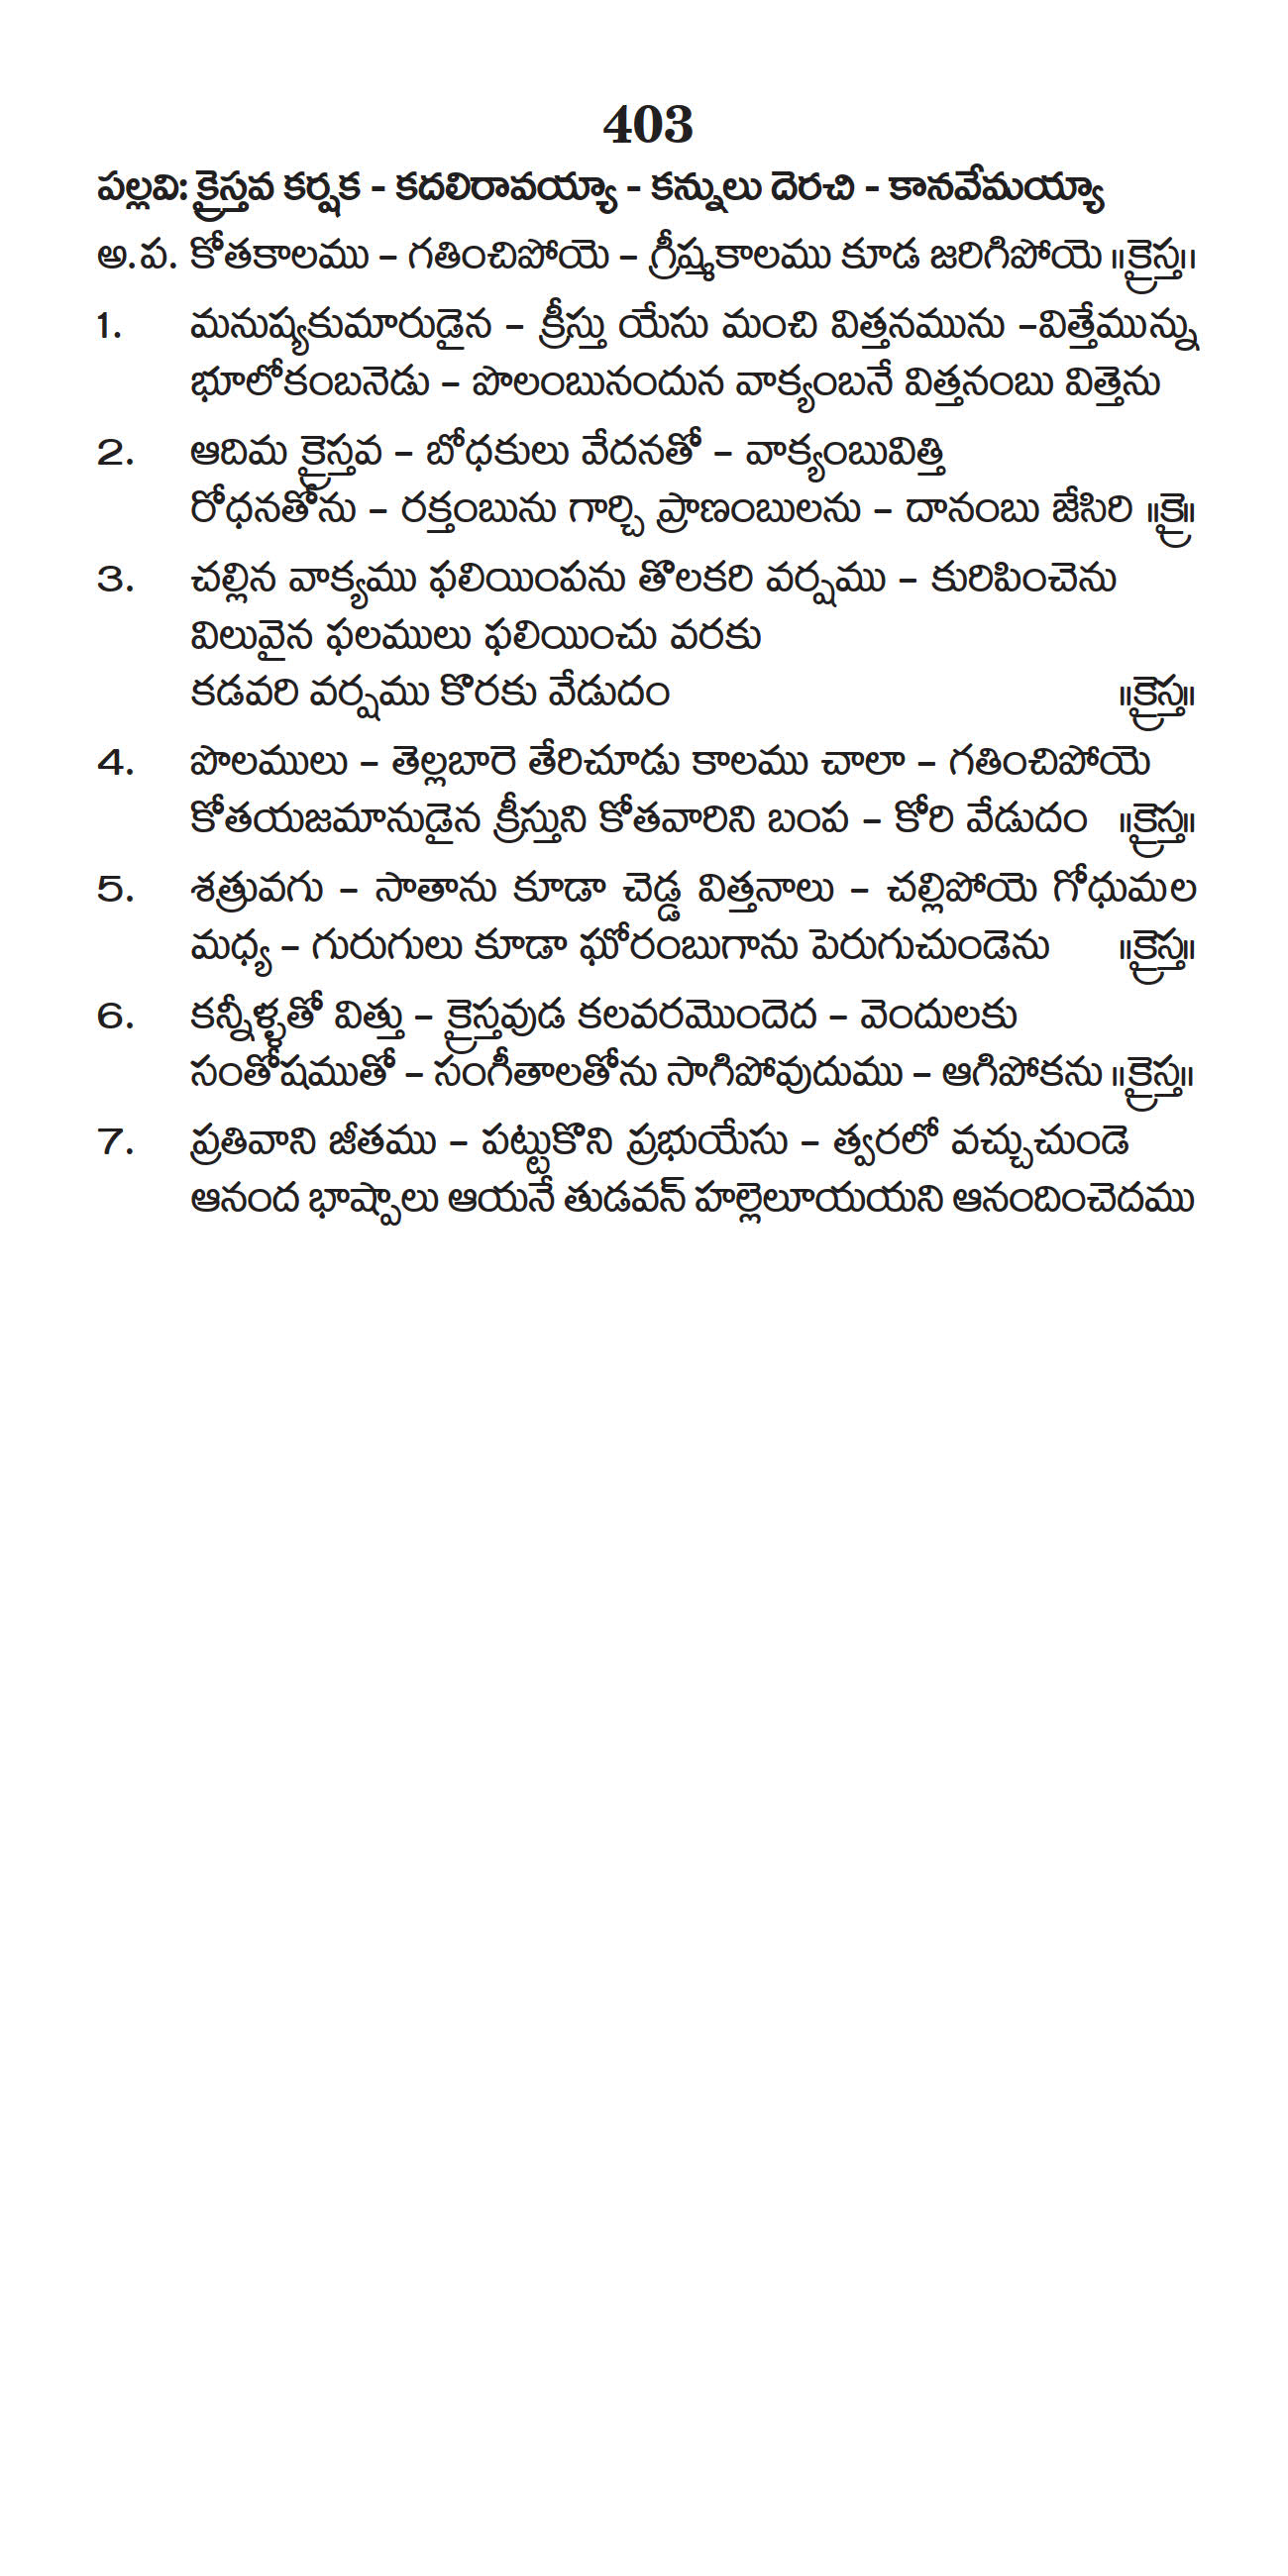 403
పల్లవి: క్రైస్తవ కర్షక - కదలిరావయ్యా - కన్నులు దెరచి - కానవేమయ్యా
అ.ప. కోతకాలము – గతించిపోయె – గ్రీష్మకాలము కూడ జరిగిపోయె ॥క్రైస్త॥
1. మనుష్యకుమారుడైన – క్రీస్తు యేసు మంచి విత్తనమును –విత్తేమున్ను
భూలోకంబనెడు – పొలంబునందున వాక్యంబనే విత్తనంబు విత్తెను
2. ఆదిమ క్రైస్తవ – బోధకులు వేదనతో – వాక్యంబువిత్తి
రోధనతోను – రక్తంబును గార్చి ప్రాణంబులను – దానంబు జేసిరి ॥క్రై॥
3. చల్లిన వాక్యము ఫలియింపను తొలకరి వర్షము – కురిపించెను
విలువైన ఫలములు ఫలియించు వరకు
కడవరి వర్షము కొరకు వేడుదం ॥క్రైస్త॥
4. పొలములు – తెల్లబారె తేరిచూడు కాలము చాలా – గతించిపోయె
కోతయజమానుడైన క్రీస్తుని కోతవారిని బంప – కోరి వేడుదం ॥క్రైస్త॥
5. శత్రువగు – సాతాను కూడా చెడ్డ విత్తనాలు – చల్లిపోయె గోధుమల
మధ్య – గురుగులు కూడా ఘోరంబుగాను పెరుగుచుండెను ॥క్రైస్త॥
6. కన్నీళ్ళతో విత్తు – క్రైస్తవుడ కలవరమొందెద – వెందులకు
సంతోషముతో – సంగీతాలతోను సాగిపోవుదుము – ఆగిపోకను ॥క్రైస్త॥
7. ప్రతివాని జీతము – పట్టుకొని ప్రభుయేసు – త్వరలో వచ్చుచుండె
ఆనంద భాష్పాలు ఆయనే తుడవన్ హల్లెలూయయని ఆనందించెదము